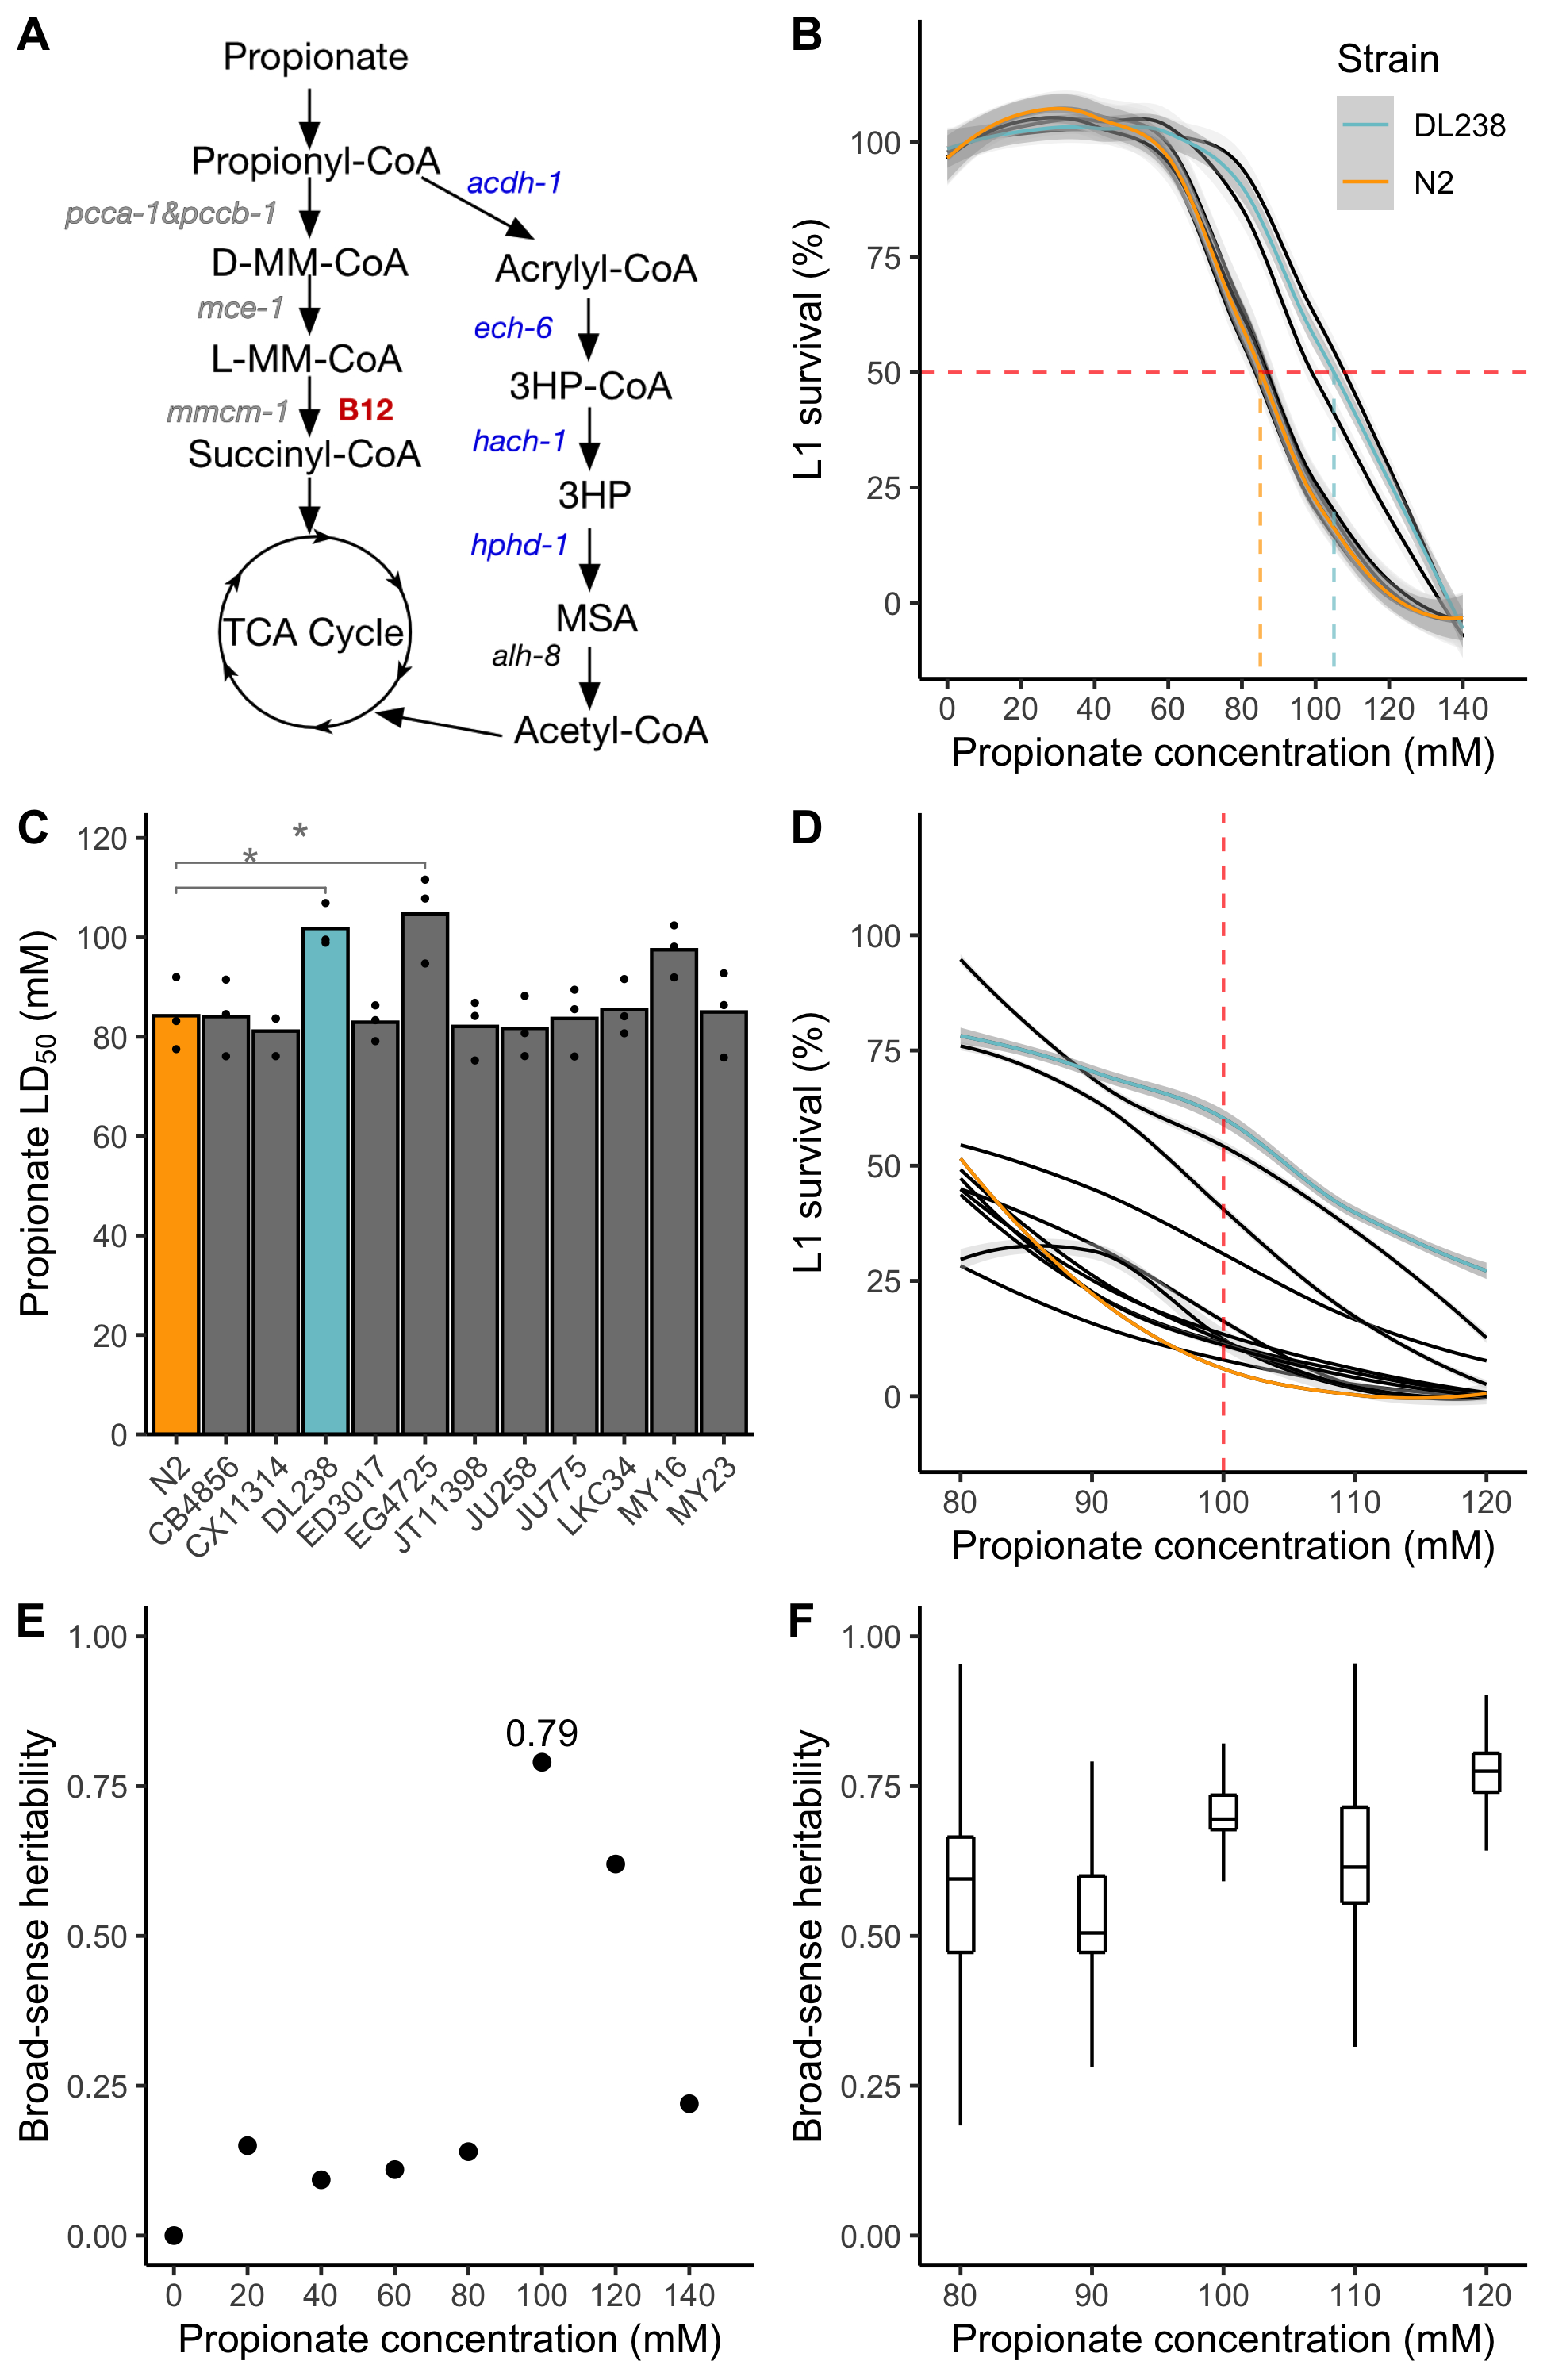 A
Propionate
Propionyl-CoA
acdh-1
pcca-1&pccb-1
D-MM-CoA
Acrylyl-CoA
mce-1
ech-6
L-MM-CoA
3HP-CoA
mmcm-1
B12
hach-1
Succinyl-CoA
3HP
hphd-1
TCA Cycle
MSA
alh-8
Acetyl-CoA
B
Strain
DL238
N2
L1 survival (%)
100
75
50
25
0
0 20 40 60 80 100 120 140
Propionate concentration (mM)
C
Propionate LD50 (mM)
120
100
80
60
40
20
0
* 
*
N2 CB4856 CX11314 DL238 ED3017 EG4725 JT11398 JU258 JU775 LKC34 MY16 MY23
D
L1 survival (%)
100
75
50
25
0
80 90 100 110 120
Propionate concentration (mM)
E
Broad-sense heritability
1.00
0.75
0.50
0.25
0.00
0.79
0 20 40 60 80 100 120 140
Propionate concentration (mM)
F
Broad-sense heritability
1.00
0.75
0.50
0.25
0.00
80 90 100 110 120
Propionate concentration (mM)